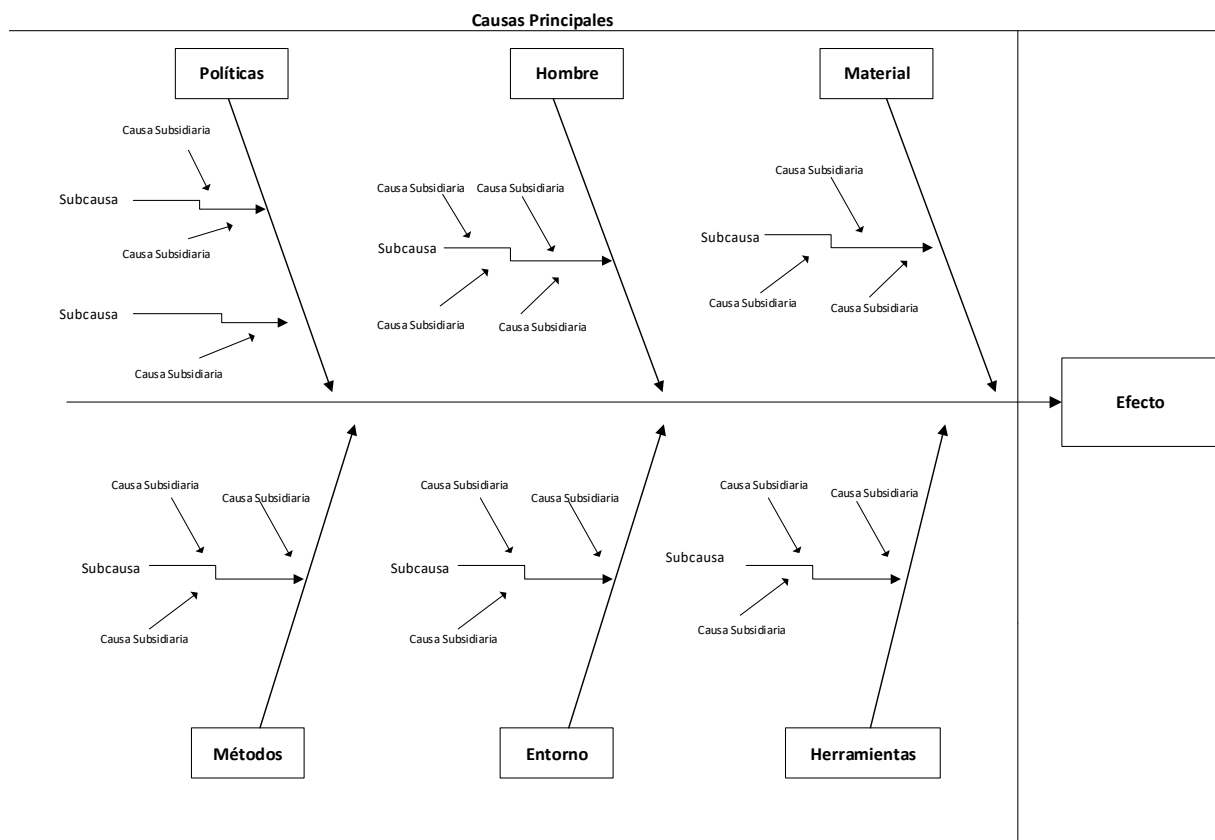 Causas Principales
Políticas
Hombre
Material
Causa Subsidiaria
Subcausa
Causa Subsidiaria
Subcausa
Causa Subsidiaria
Causa Subsidiaria
Causa Subsidiaria
Subcausa
Causa Subsidiaria
Causa Subsidiaria
Causa Subsidiaria
Subcausa
Causa Subsidiaria
Causa Subsidiaria
Efecto
Causa Subsidiaria
Causa Subsidiaria
Subcausa
Causa Subsidiaria
Causa Subsidiaria
Causa Subsidiaria
Subcausa
Causa Subsidiaria
Causa Subsidiaria
Causa Subsidiaria
Subcausa
Causa Subsidiaria
Métodos
Entorno
Herramientas